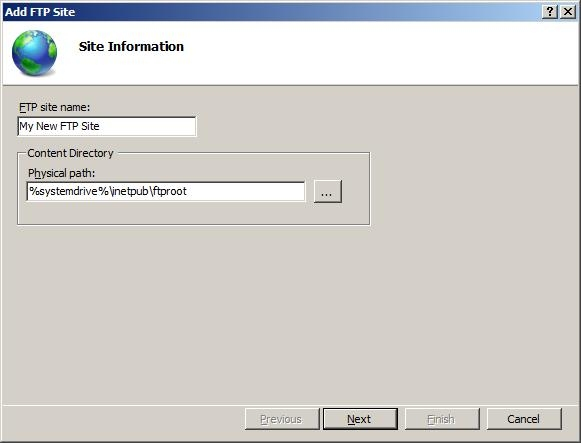 Add FTP Site
Site Information
FTP site name:
My New FTP Site
Content Directory
Physical path:
%systemdrive%\inetpub\ftproot
...
Previous
Next
Finish
Cancel